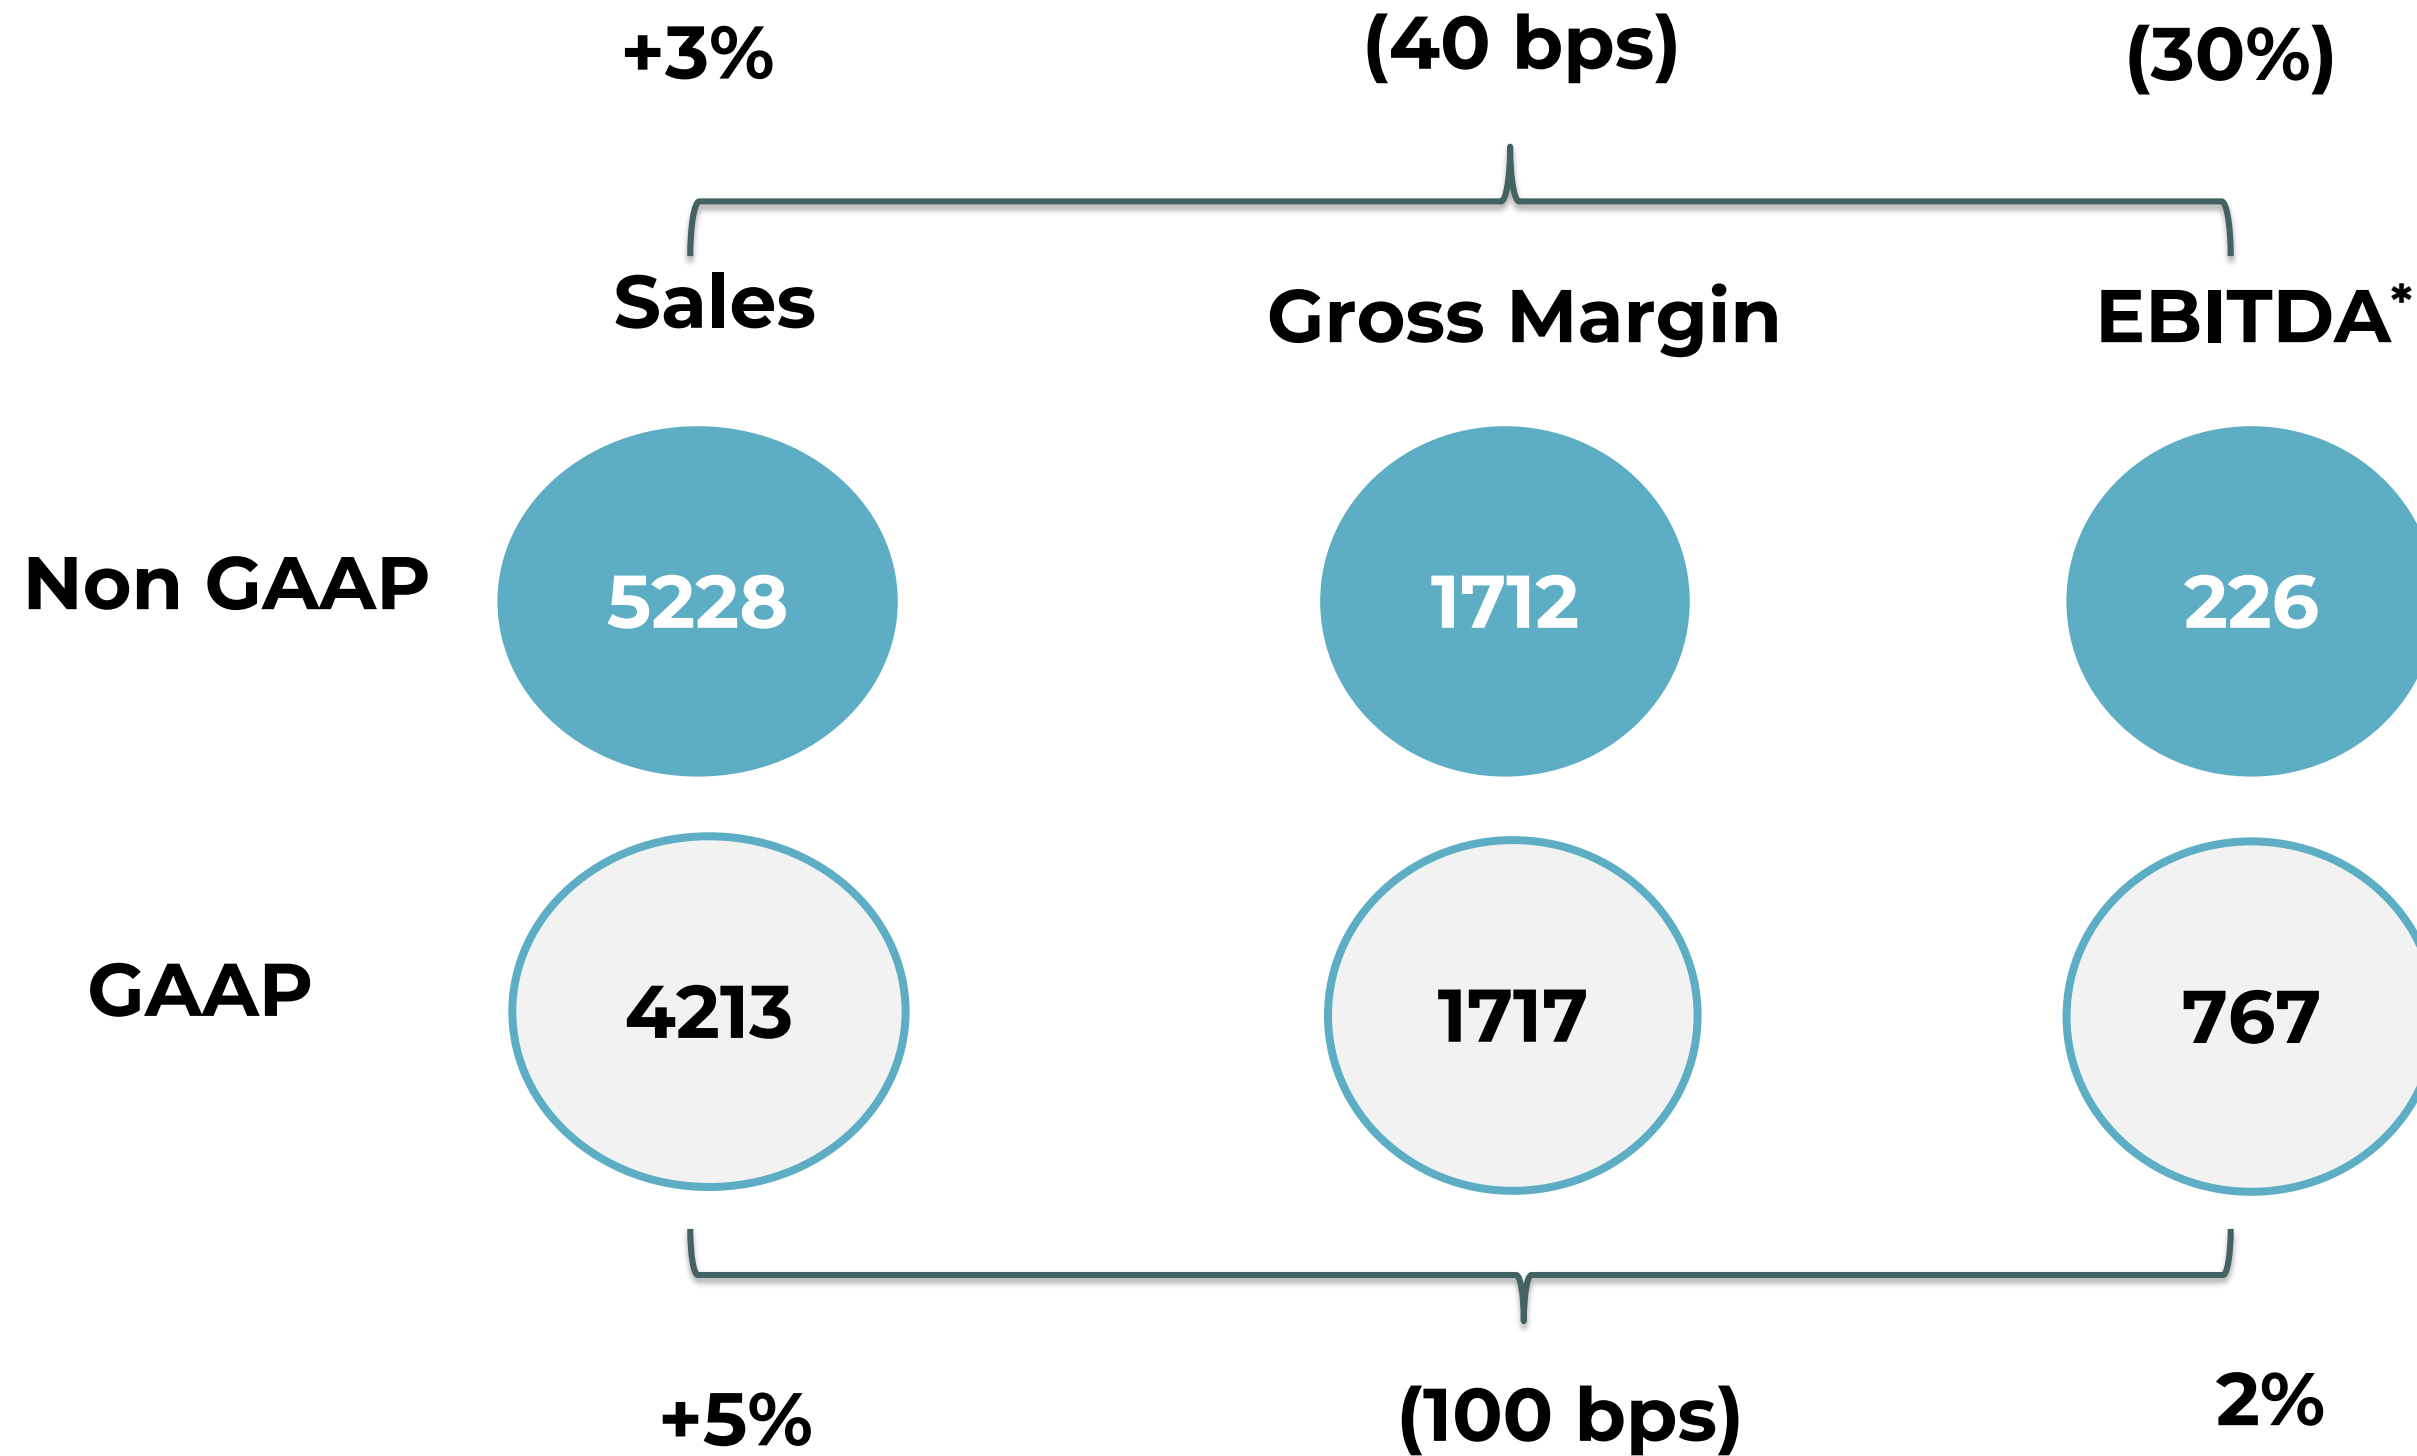 +3% (40 bps) (30%)
Sales Gross Margin EBITDA*
Non GAAP 5228 1712 226
GAAP 4213 1717 767
+5% (100 bps) 2%